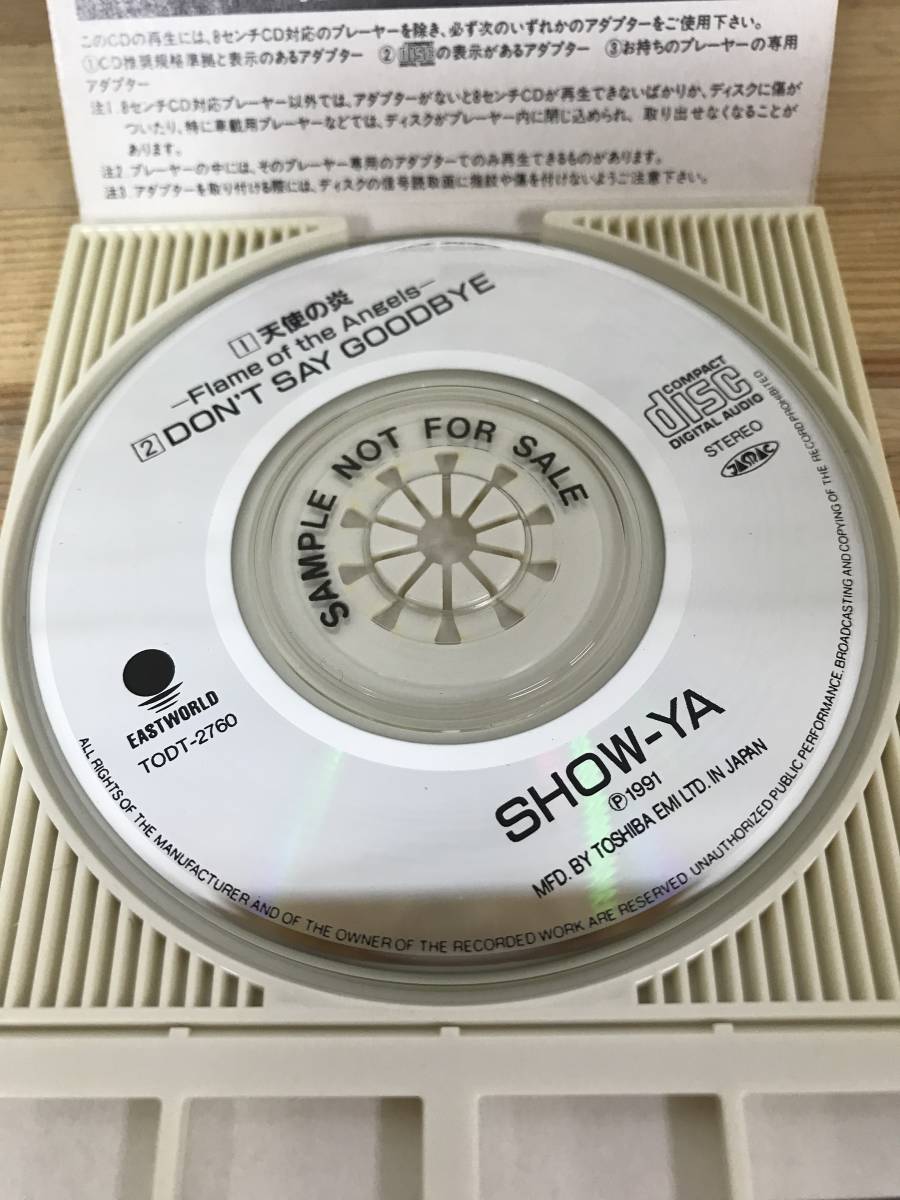 このCDの再生には、8センチCD対応のプレーヤーを除き、必ず次のいずれかのアダプターをご使用下さい。
①CD推奨規格準拠と表示のあるアダプター ②discの表示があるアダプター ③お持ちのプレーヤーの専用
アダプター
注1. 8センチCD対応プレーヤー以外では、アダプターがないと8センチCDが再生できないばかりか、ディスクに傷が
ついたり、特に車載用プレーヤーなどでは、ディスクがプレーヤー内に閉じ込められ、取り出せなくなることが
あります。
注2. プレーヤーの中には、そのプレーヤー専用のアダプターでのみ再生できるものがあります。
注3. アダプターを取り付ける際には、ディスクの信号読取面に指紋や傷を付けないようご注意下さい。
1 天使の炎
—Flame of the Angels—
2 DON'T SAY GOODBYE
COMPACT
disc
DIGITAL AUDIO
STEREO
JASRAC
SAMPLE NOT FOR SALE
EASTWORLD
TODT-2760
SHOW-YA
℗1991
MFD. BY TOSHIBA EMI LTD. IN JAPAN
ALL RIGHTS OF THE MANUFACTURER AND OF THE OWNER OF THE RECORDED WORK ARE RESERVED. UNAUTHORIZED PUBLIC PERFORMANCE, BROADCASTING AND COPYING OF THE RECORD PROHIBITED